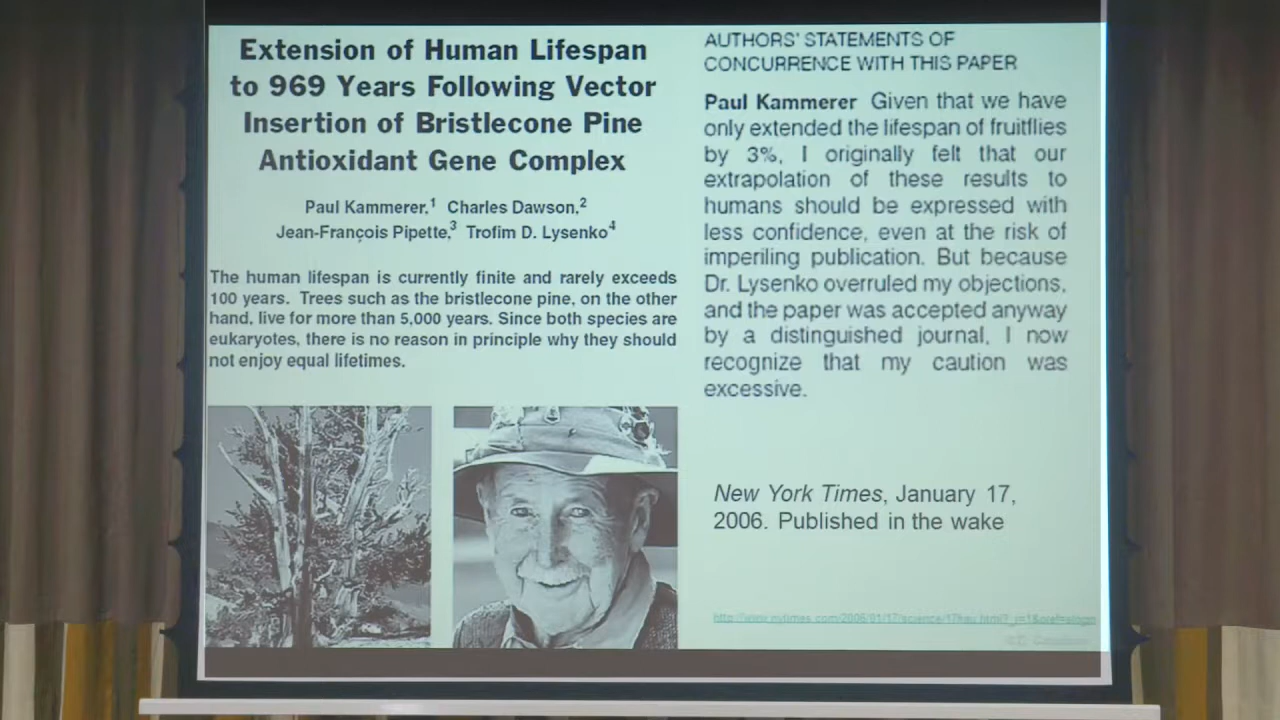 Extension of Human Lifespan
to 969 Years Following Vector
Insertion of Bristlecone Pine
Antioxidant Gene Complex
Paul Kammerer,1 Charles Dawson,2
Jean-François Pipette,3 Trofim D. Lysenko4
The human lifespan is currently finite and rarely exceeds
100 years. Trees such as the bristlecone pine, on the other
hand, live for more than 5,000 years. Since both species are
eukaryotes, there is no reason in principle why they should
not enjoy equal lifetimes.
AUTHORS' STATEMENTS OF
CONCURRENCE WITH THIS PAPER
Paul Kammerer Given that we have
only extended the lifespan of fruitflies
by 3%, I originally felt that our
extrapolation of these results to
humans should be expressed with
less confidence, even at the risk of
imperiling publication. But because
Dr. Lysenko overruled my objections,
and the paper was accepted anyway
by a distinguished journal, I now
recognize that my caution was
excessive.
New York Times, January 17,
2006. Published in the wake